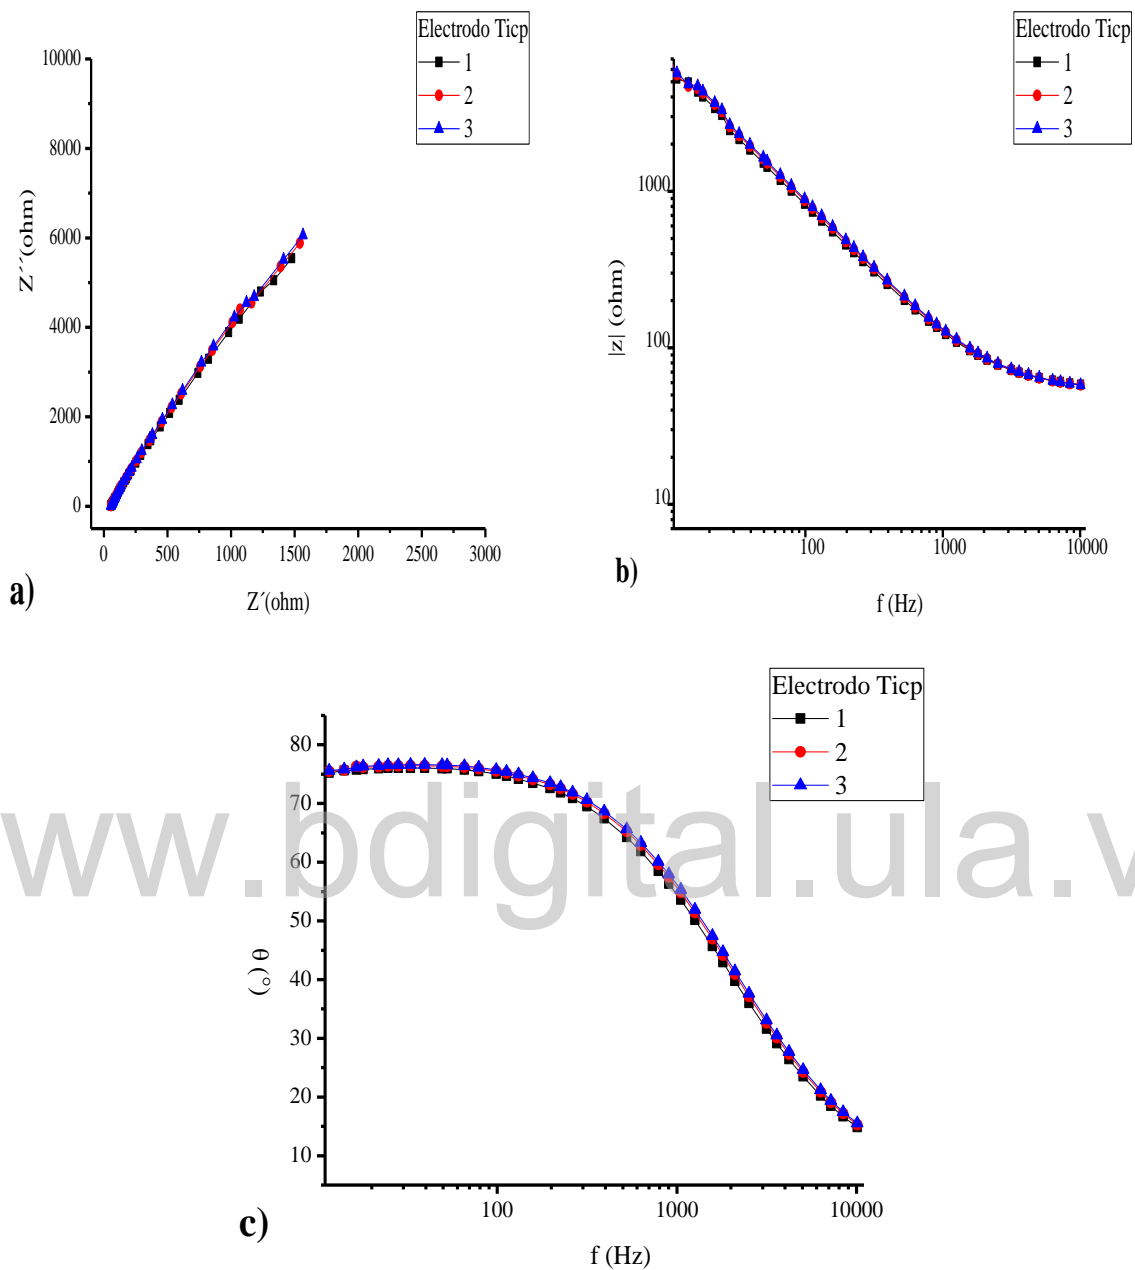 Electrodo Ticp
1
2
3
10000
8000
6000
4000
2000
0
Z´´(ohm)
0 500 1000 1500 2000 2500 3000
Z´(ohm)
a)
Electrodo Ticp
1
2
3
1000
100
10
|z| (ohm)
100 1000 10000
f (Hz)
b)
Electrodo Ticp
1
2
3
80
70
60
50
40
30
20
10
θ (°)
100 1000 10000
f (Hz)
c)
ww.bdigital.ula.v